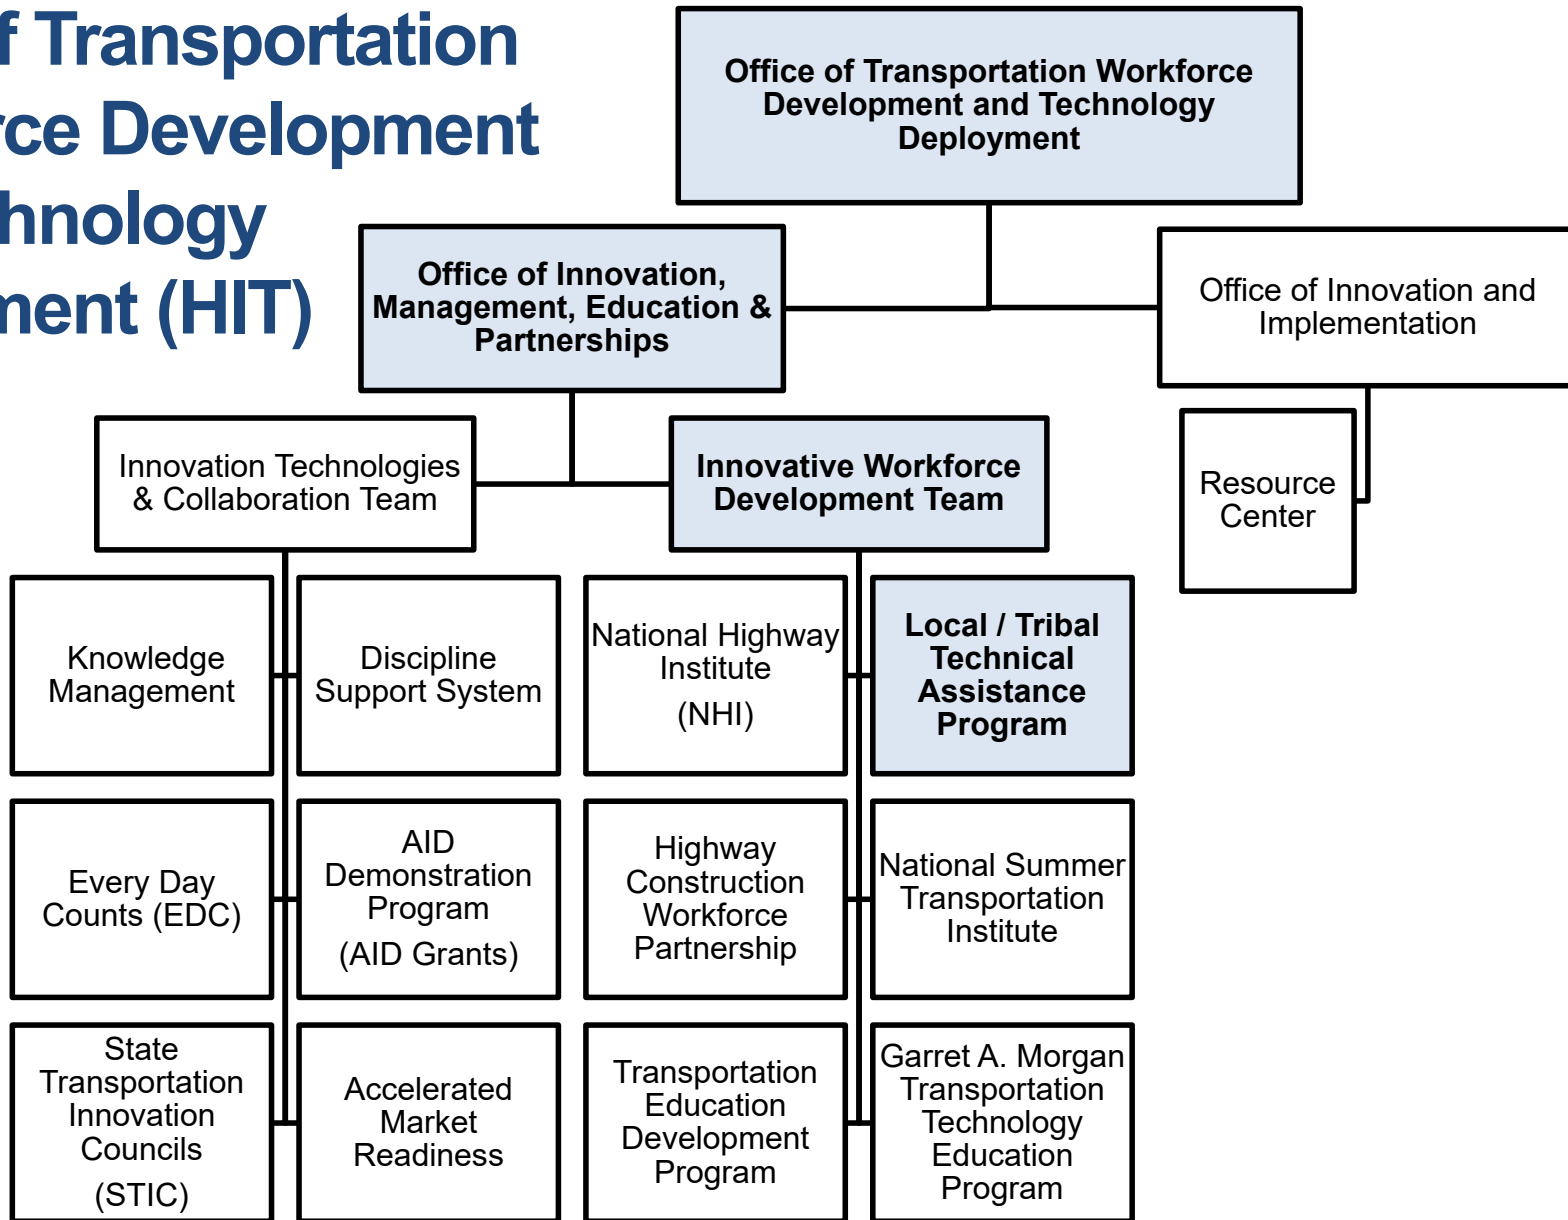 f Transportation
rce Development
hnology
ment (HIT)
Office of Transportation Workforce
Development and Technology
Deployment
Office of Innovation,
Management, Education &
Partnerships
Office of Innovation and
Implementation
Innovation Technologies
& Collaboration Team
Innovative Workforce
Development Team
Resource
Center
Knowledge
Management
Discipline
Support System
National Highway
Institute
(NHI)
Local / Tribal
Technical
Assistance
Program
Every Day
Counts (EDC)
AID
Demonstration
Program
(AID Grants)
Highway
Construction
Workforce
Partnership
National Summer
Transportation
Institute
State
Transportation
Innovation
Councils
(STIC)
Accelerated
Market
Readiness
Transportation
Education
Development
Program
Garret A. Morgan
Transportation
Technology
Education
Program